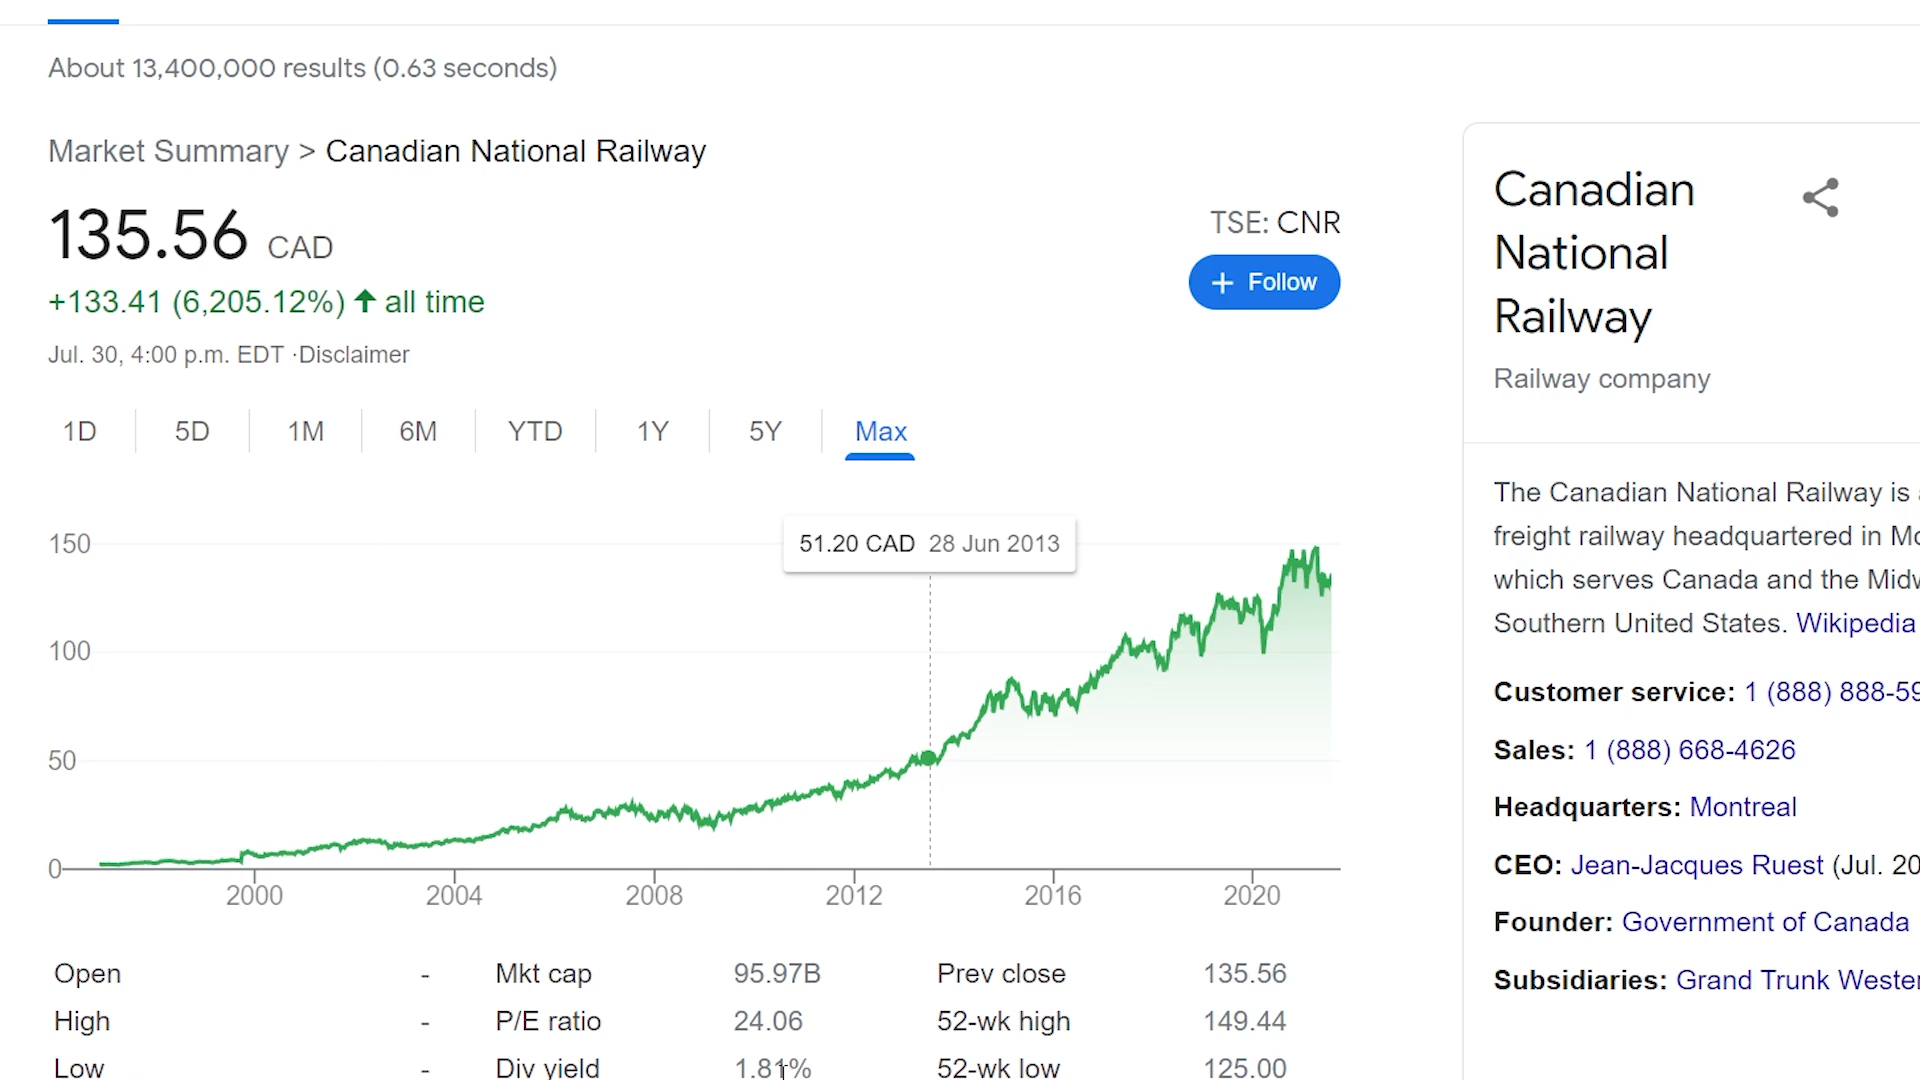 About 13,400,000 results (0.63 seconds)
Market Summary > Canadian National Railway
135.56 CAD
+133.41 (6,205.12%) ↑ all time
Jul. 30, 4:00 p.m. EDT ·Disclaimer
TSE: CNR
+ Follow
1D 5D 1M 6M YTD 1Y 5Y Max
51.20 CAD 28 Jun 2013
150
100
50
0
2000 2004 2008 2012 2016 2020
Open - Mkt cap 95.97B Prev close 135.56
High - P/E ratio 24.06 52-wk high 149.44
Low - Div yield 1.81% 52-wk low 125.00
Canadian
National
Railway
Railway company
The Canadian National Railway is
freight railway headquartered in
which serves Canada and the
Southern United States. Wikipedia
Customer service: 1 (888) 888-59
Sales: 1 (888) 668-4626
Headquarters: Montreal
CEO: Jean-Jacques Ruest (Jul. 20
Founder: Government of Canada
Subsidiaries: Grand Trunk